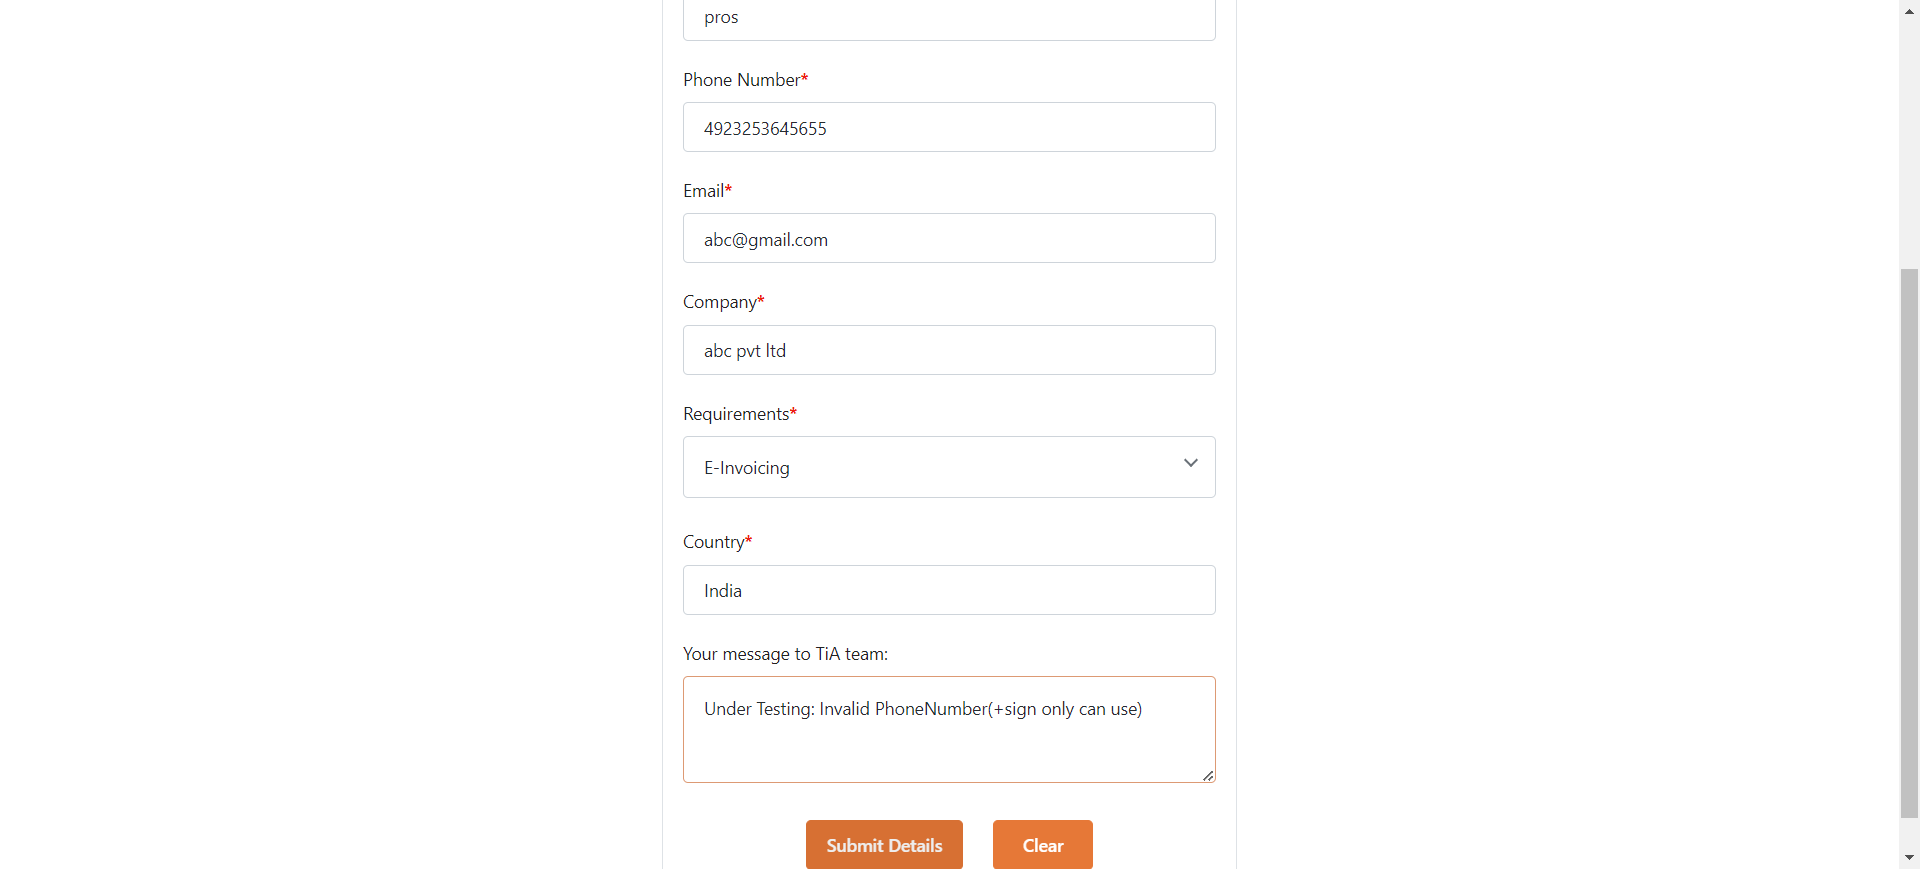 pros
Phone Number*
4923253645655
Email*
abc@gmail.com
Company*
abc pvt ltd
Requirements*
E-Invoicing
Country*
India
Your message to TiA team:
Under Testing: Invalid PhoneNumber(+sign only can use)
Submit Details
Clear